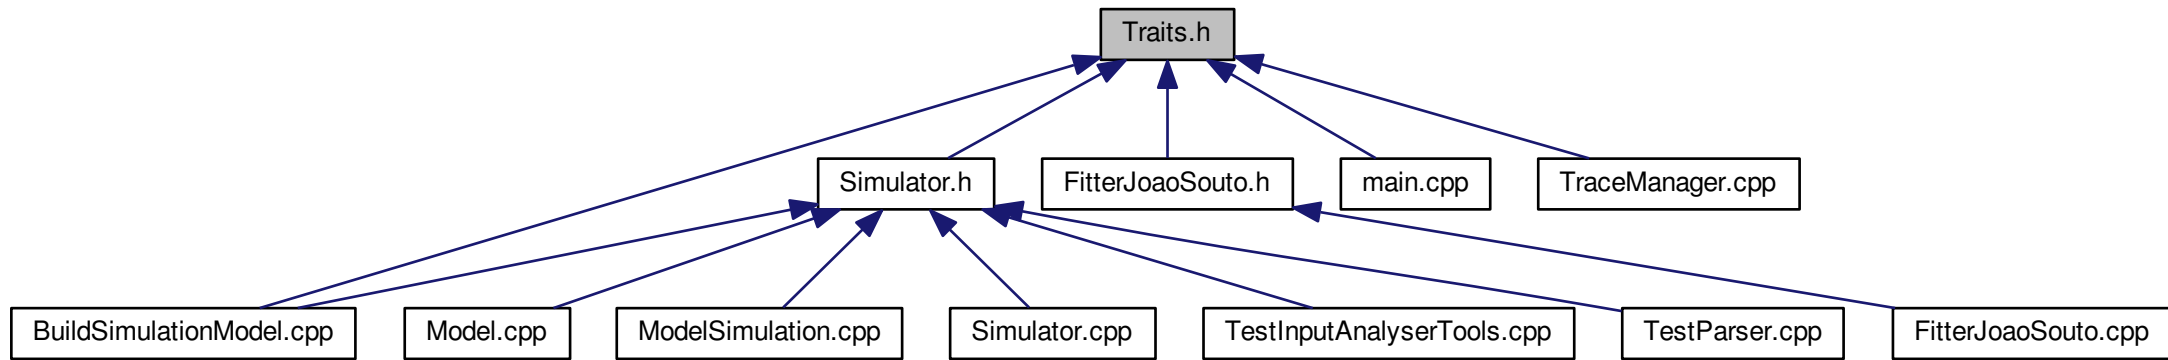 Traits.h
Simulator.h
FitterJoaoSouto.h
main.cpp
TraceManager.cpp
BuildSimulationModel.cpp
Model.cpp
ModelSimulation.cpp
Simulator.cpp
TestInputAnalyserTools.cpp
TestParser.cpp
FitterJoaoSouto.cpp